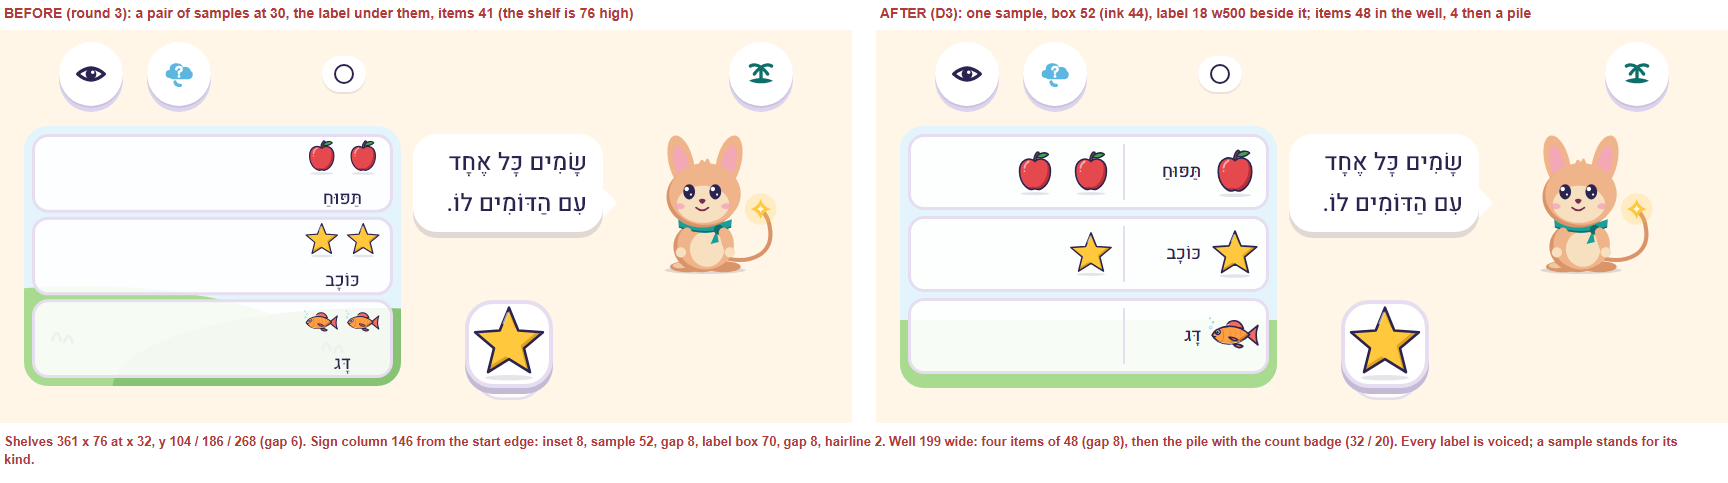 BEFORE (round 3): a pair of samples at 30, the label under them, items 41 (the shelf is 76 high)
?
שָׂמִים כָּל אֶחָד
עִם הַדּוֹמִים לוֹ.
תַּפּוּחַ
כּוֹכָב
דָּג
AFTER (D3): one sample, box 52 (ink 44), label 18 w500 beside it; items 48 in the well, 4 then a pile
?
שָׂמִים כָּל אֶחָד
עִם הַדּוֹמִים לוֹ.
תַּפּוּחַ
כּוֹכָב
דָּג
Shelves 361 x 76 at x 32, y 104 / 186 / 268 (gap 6). Sign column 146 from the start edge: inset 8, sample 52, gap 8, label box 70, gap 8, hairline 2. Well 199 wide: four items of 48 (gap 8), then the pile with the count badge (32 / 20). Every label is voiced; a sample stands for its
kind.